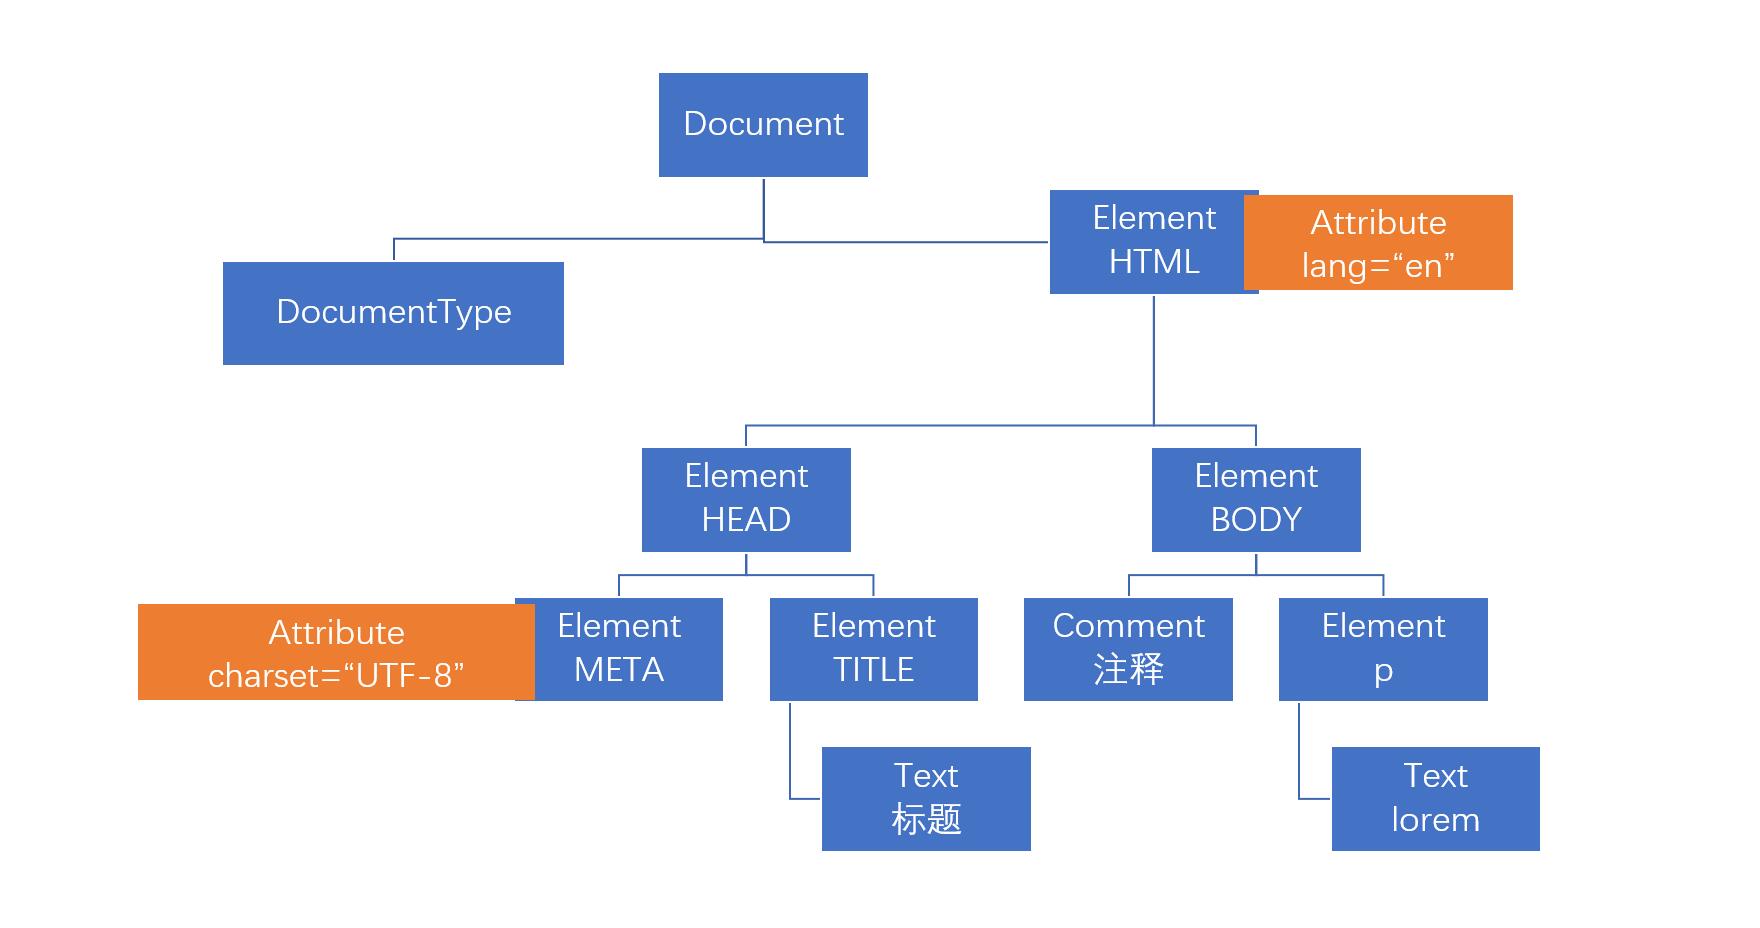 Document
Element
HTML
Attribute
lang=“en”
DocumentType
Element
HEAD
Element
BODY
Attribute
charset=“UTF-8”
Element
META
Element
TITLE
Comment
注释
Element
p
Text
标题
Text
lorem